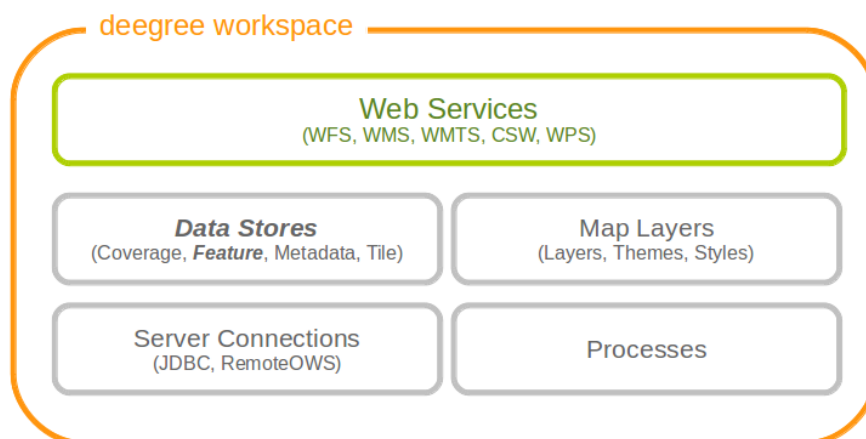 deegree workspace
Web Services
(WFS, WMS, WMTS, CSW, WPS)
Data Stores
(Coverage, Feature, Metadata, Tile)
Map Layers
(Layers, Themes, Styles)
Server Connections
(JDBC, RemoteOWS)
Processes